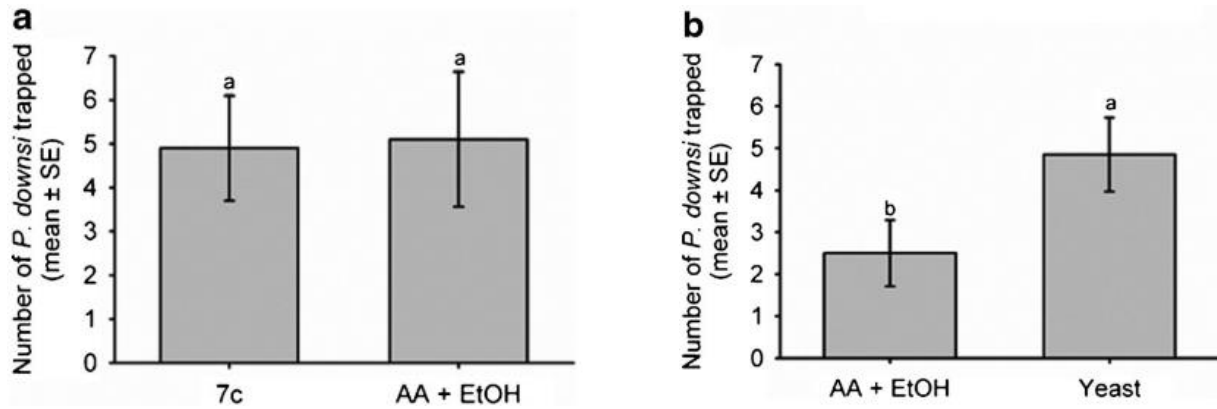 a
Number of P. downsi trapped
(mean ± SE)
7
6
5
4
3
2
1
0
a
a
7c
AA + EtOH
b
Number of P. downsi trapped
(mean ± SE)
7
6
5
4
3
2
1
0
b
a
AA + EtOH
Yeast